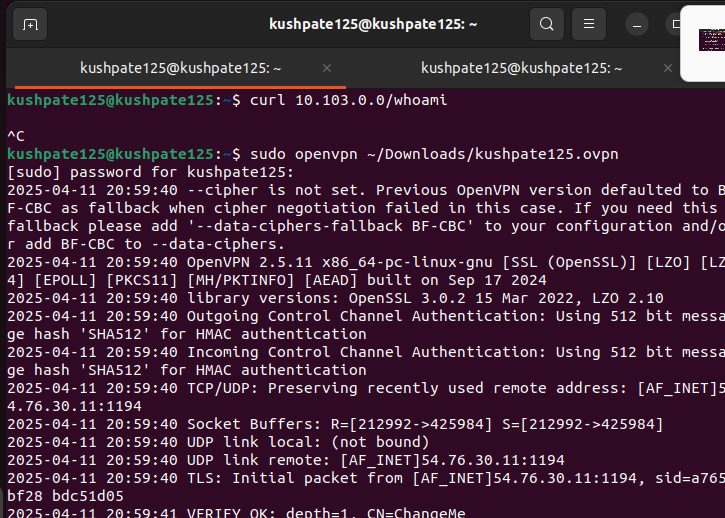 kushpate125@kushpate125: ~
kushpate125@kushpate125: ~ × kushpate125@kushpate125: ~ ×
kushpate125@kushpate125:~$ curl 10.103.0.0/whoami
^C
kushpate125@kushpate125:~$ sudo openvpn ~/Downloads/kushpate125.ovpn
[sudo] password for kushpate125:
2025-04-11 20:59:40 --cipher is not set. Previous OpenVPN version defaulted to B
F-CBC as fallback when cipher negotiation failed in this case. If you need this
fallback please add '--data-ciphers-fallback BF-CBC' to your configuration and/o
r add BF-CBC to --data-ciphers.
2025-04-11 20:59:40 OpenVPN 2.5.11 x86_64-pc-linux-gnu [SSL (OpenSSL)] [LZO] [LZ
4] [EPOLL] [PKCS11] [MH/PKTINFO] [AEAD] built on Sep 17 2024
2025-04-11 20:59:40 library versions: OpenSSL 3.0.2 15 Mar 2022, LZO 2.10
2025-04-11 20:59:40 Outgoing Control Channel Authentication: Using 512 bit messa
ge hash 'SHA512' for HMAC authentication
2025-04-11 20:59:40 Incoming Control Channel Authentication: Using 512 bit messa
ge hash 'SHA512' for HMAC authentication
2025-04-11 20:59:40 TCP/UDP: Preserving recently used remote address: [AF_INET]5
4.76.30.11:1194
2025-04-11 20:59:40 Socket Buffers: R=[212992->425984] S=[212992->425984]
2025-04-11 20:59:40 UDP link local: (not bound)
2025-04-11 20:59:40 UDP link remote: [AF_INET]54.76.30.11:1194
2025-04-11 20:59:40 TLS: Initial packet from [AF_INET]54.76.30.11:1194, sid=a765
bf28 bdc51d05
2025-04-11 20:59:41 VERIFY OK: depth=1, CN=ChangeMe